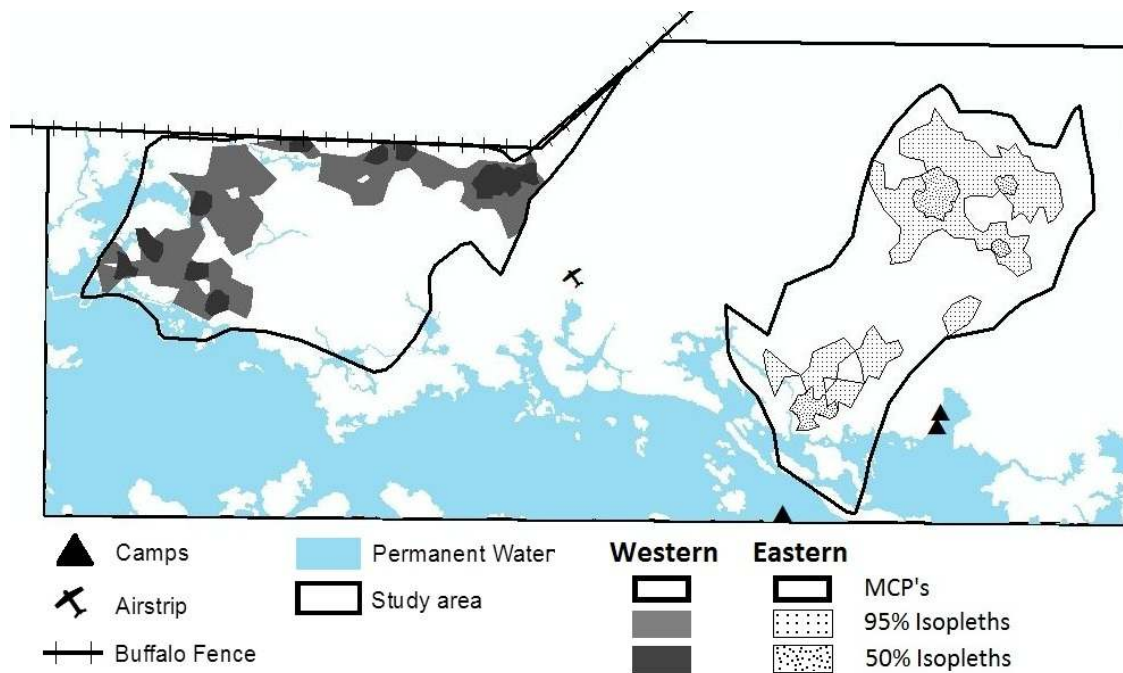 Camps
Airstrip
Buffalo Fence
Permanent Water
Study area
Western Eastern
MCP's
95% Isopleths
50% Isopleths